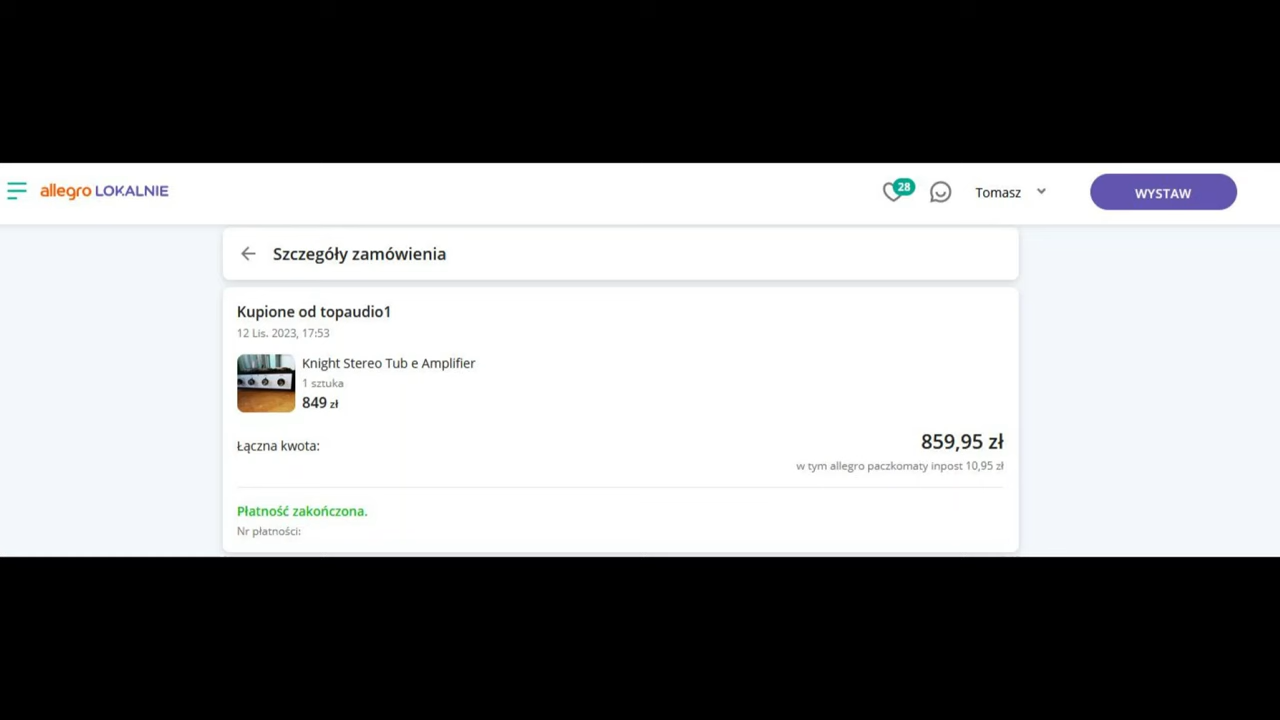 allegro LOKALNIE
28
Tomasz
WYSTAW
Szczegóły zamówienia
Kupione od topaudio1
12 Lis. 2023, 17:53
Knight Stereo Tub e Amplifier
1 sztuka
849 zł
Łączna kwota:
859,95 zł
w tym allegro paczkomaty inpost 10,95 zł
Płatność zakończona.
Nr płatności: